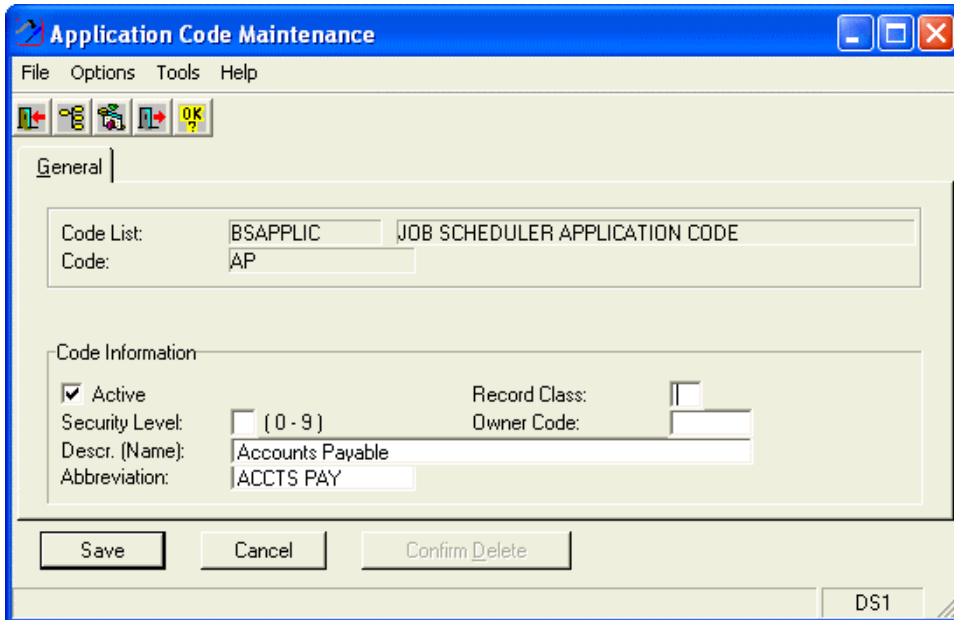 Application Code Maintenance
File Options Tools Help
OK
?
General
Code List: BSAPPLIC JOB SCHEDULER APPLICATION CODE
Code: AP
Code Information
Active Record Class:
Security Level: ( 0 - 9 ) Owner Code:
Descr. (Name): Accounts Payable
Abbreviation: ACCTS PAY
Save Cancel Confirm Delete
DS1